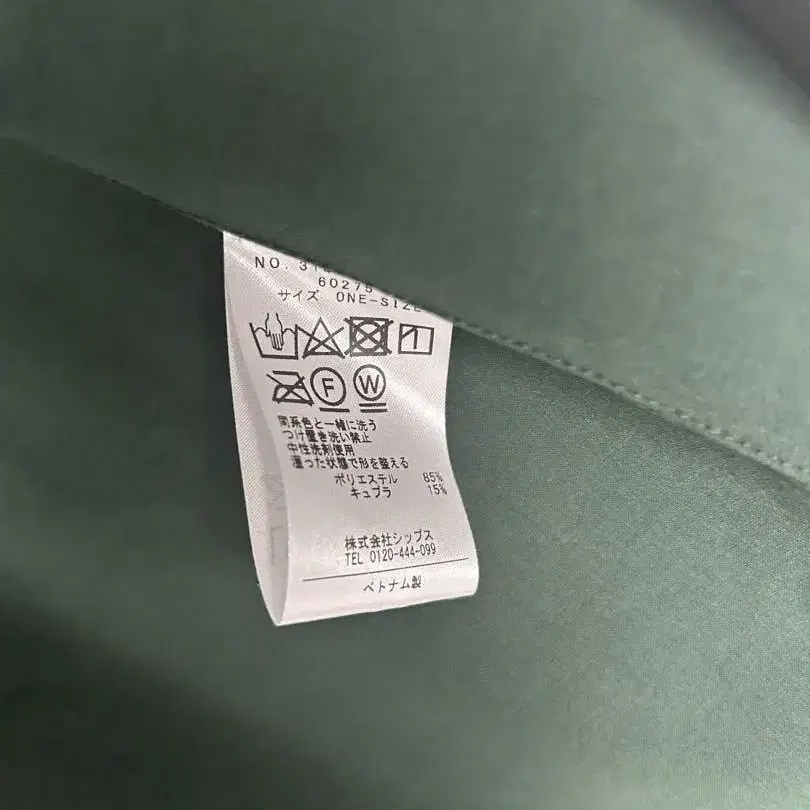 NO. 31
60275
サイズ ONE-SIZE
F W
同系色と一緒に洗う
つけ置き洗い禁止
中性洗剤使用
湿った状態で形を整える
ポリエステル 85%
キュプラ 15%
株式会社シップス
TEL 0120-444-099
ベトナム製